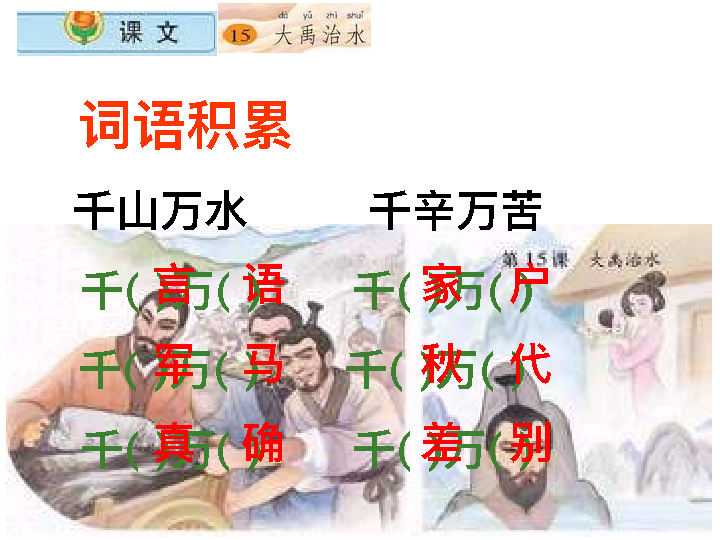 课 文
15
dà yǔ zhì shuǐ
大禹治水
词语积累
千山万水 千辛万苦
第15课 大禹治水
千(言)万(语) 千(家)万(户)
千(军)万(马) 千(秋)万(代)
千(真)万(确) 千(差)万(别)